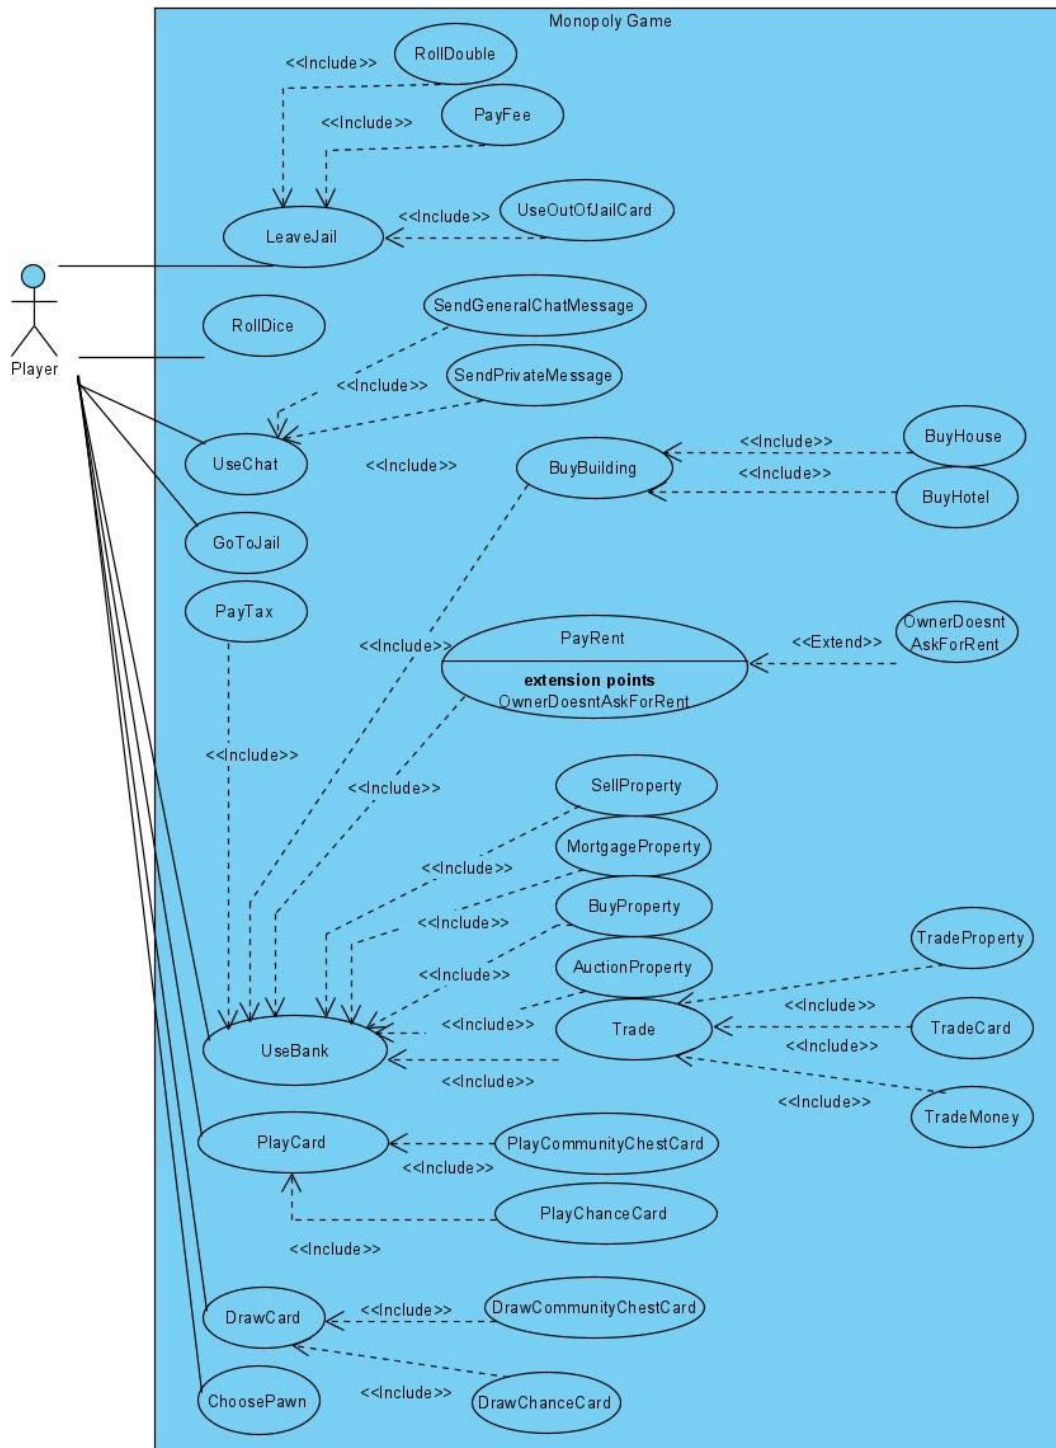 Monopoly Game
RollDouble
<<Include>>
PayFee
<<Include>>
UseOutOfJailCard
<<Include>>
LeaveJail
SendGeneralChatMessage
RollDice
Player
SendPrivateMessage
<<Include>>
BuyHouse
<<Include>>
UseChat
<<Include>>
BuyBuilding
<<Include>>
BuyHotel
GoToJail
PayTax
OwnerDoesnt
AskForRent
PayRent
<<Include>>
<<Extend>>
extension points
OwnerDoesntAskForRent
<<Include>>
<<Include>>
SellProperty
MortgageProperty
<<Include>>
BuyProperty
<<Include>>
TradeProperty
AuctionProperty
<<Include>>
<<Include>>
<<Include>>
Trade
TradeCard
UseBank
<<Include>>
<<Include>>
<<Include>>
TradeMoney
PlayCard
PlayCommunityChestCard
<<Include>>
PlayChanceCard
<<Include>>
DrawCommunityChestCard
<<Include>>
DrawCard
<<Include>>
ChoosePawn
DrawChanceCard